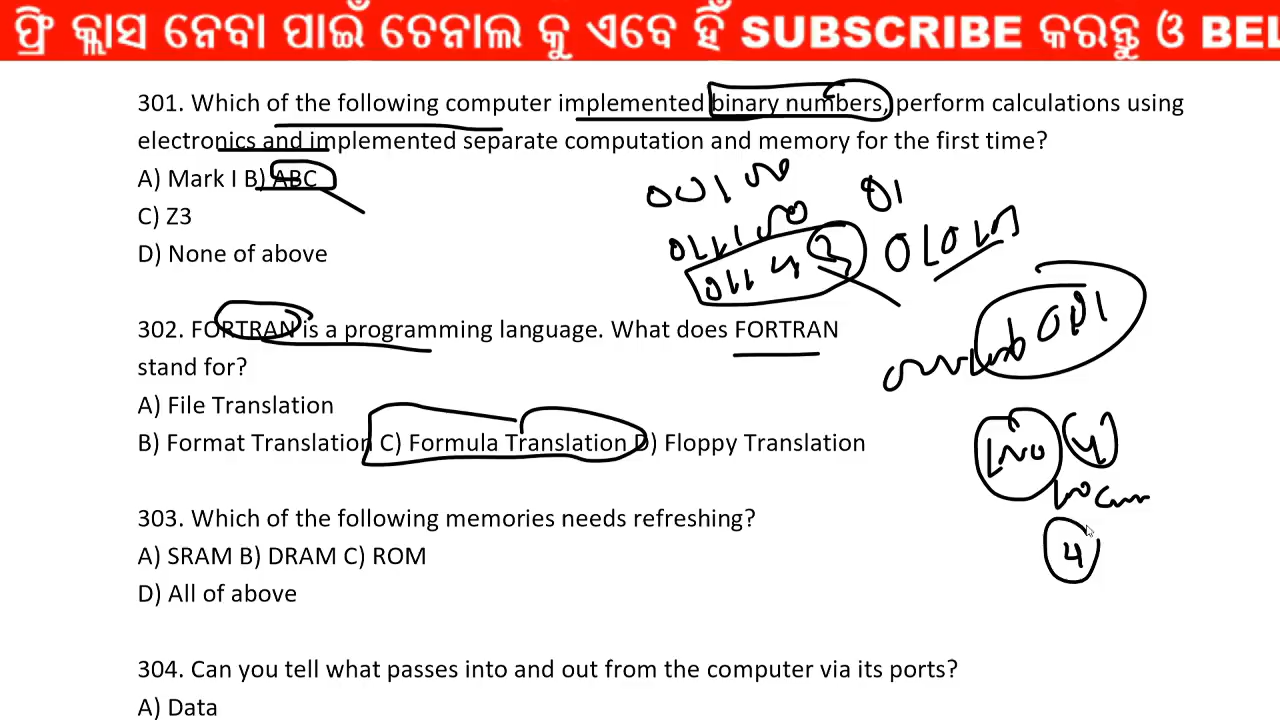 ଫ୍ରି କ୍ଲାସ ନେବା ପାଇଁ ଚେନାଲ କୁ ଏବେ ହିଁ SUBSCRIBE କରନ୍ତୁ ଓ BEL
301. Which of the following computer implemented binary numbers, perform calculations using
electronics and implemented separate computation and memory for the first time?
A) Mark I B) ABC
C) Z3
D) None of above
302. FORTRAN is a programming language. What does FORTRAN
stand for?
A) File Translation
B) Format Translation C) Formula Translation D) Floppy Translation
303. Which of the following memories needs refreshing?
A) SRAM B) DRAM C) ROM
D) All of above
304. Can you tell what passes into and out from the computer via its ports?
A) Data